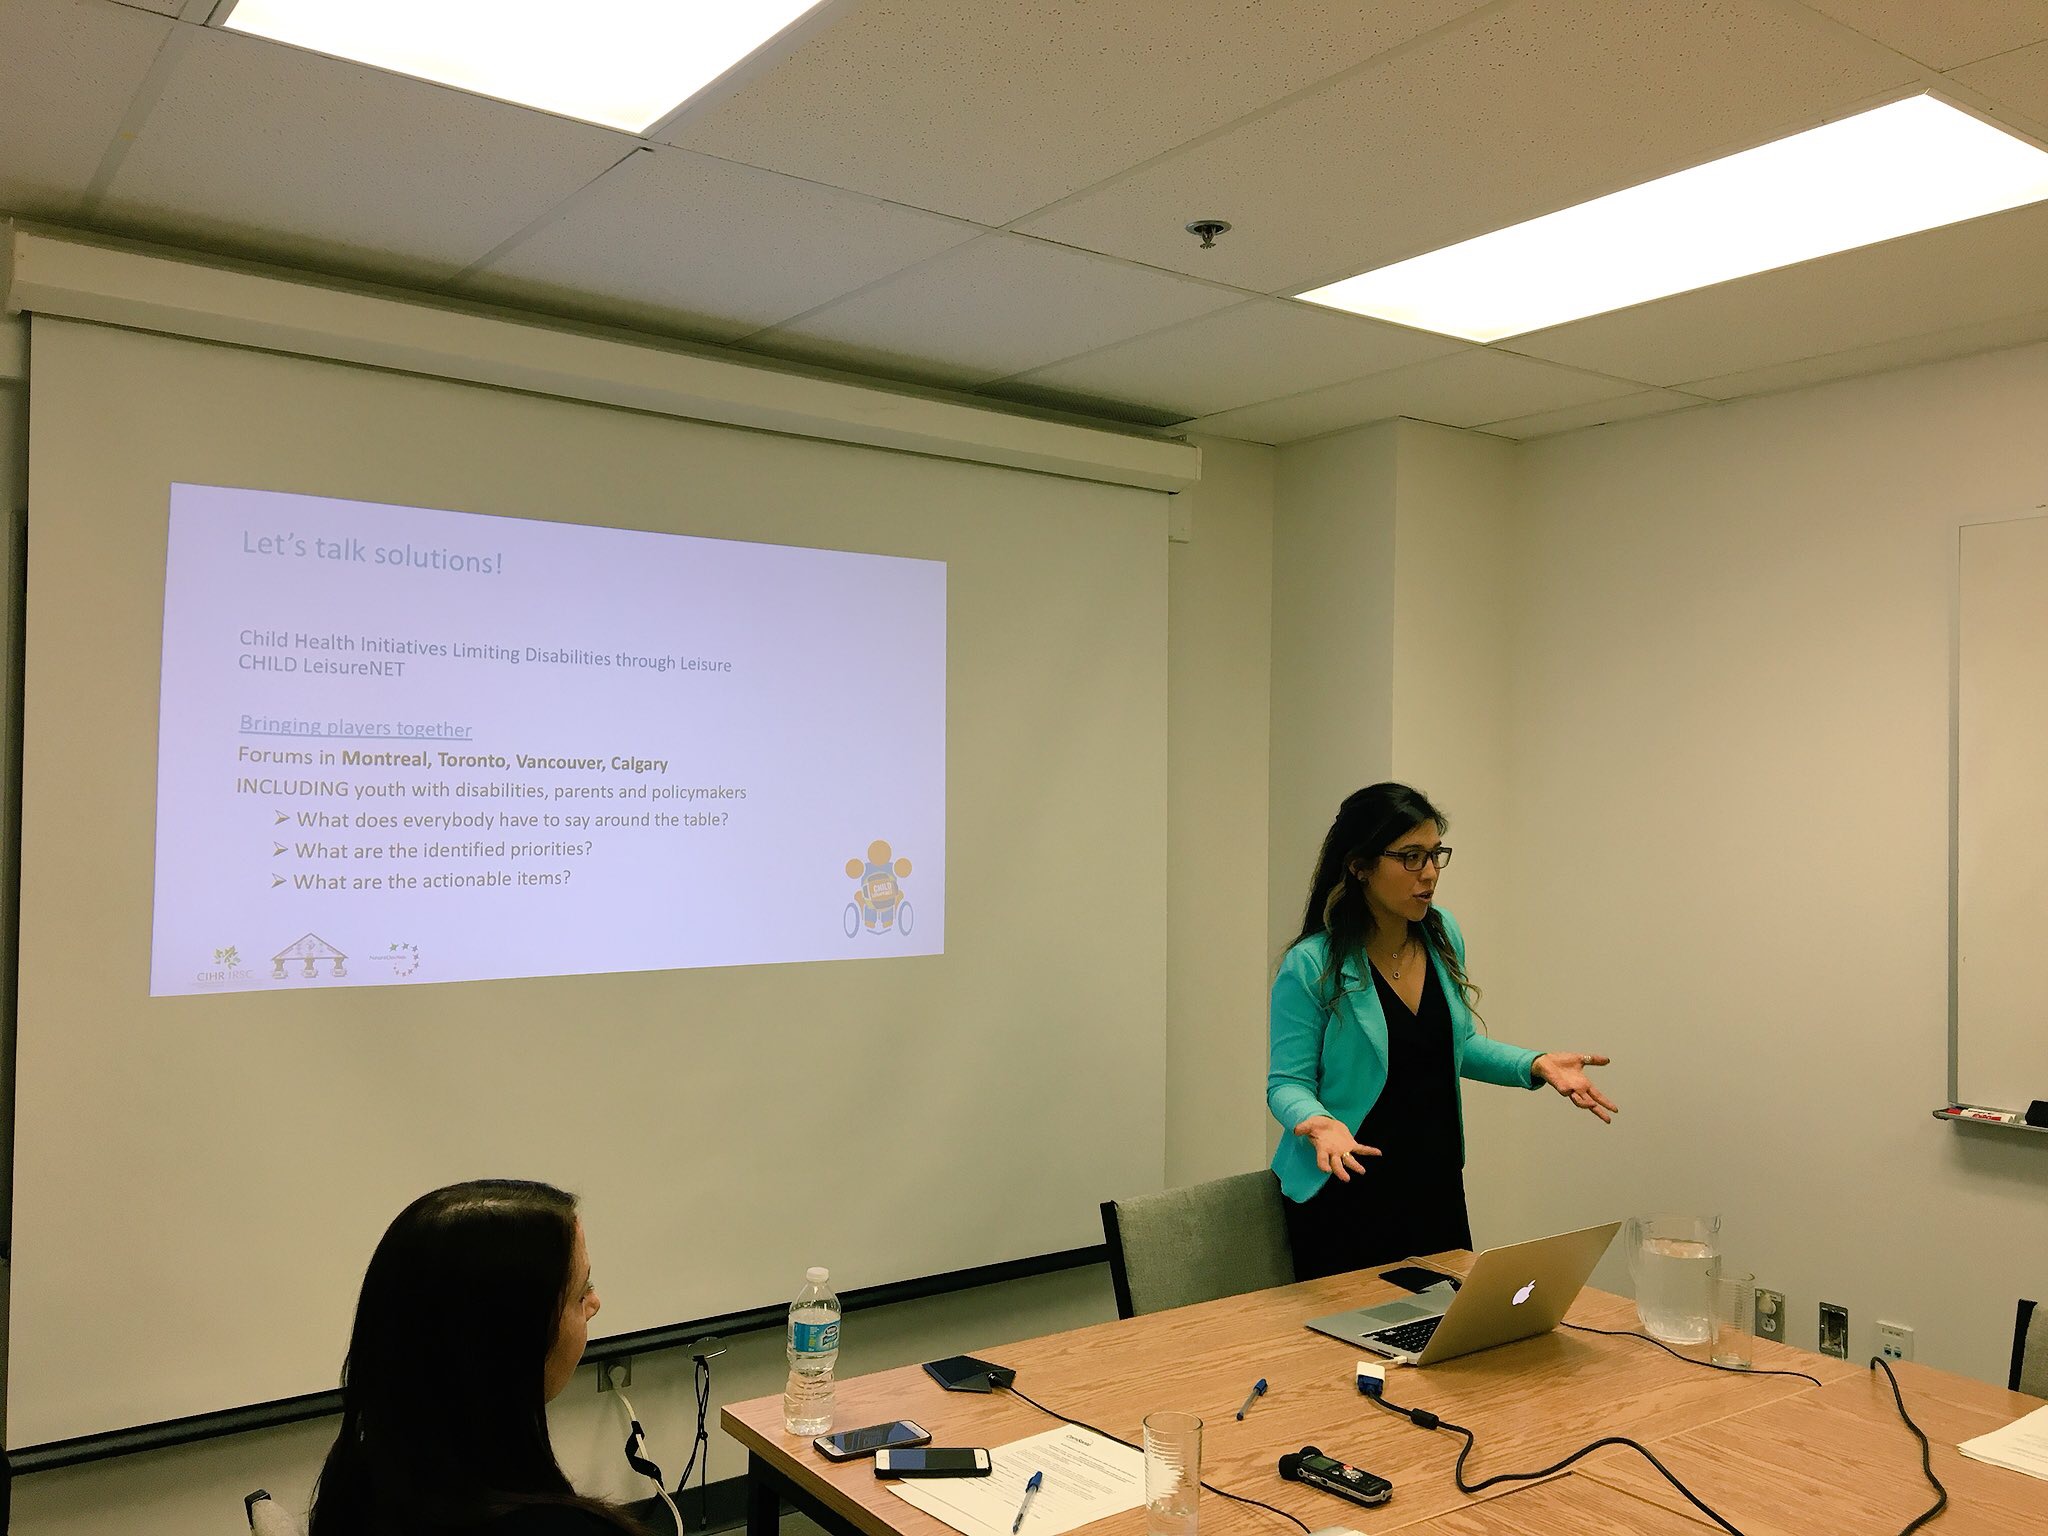 Let's talk solutions!
Child Health Initiatives Limiting Disabilities through Leisure
CHILD LeisureNET
Bringing players together
Forums in Montreal, Toronto, Vancouver, Calgary
INCLUDING youth with disabilities, parents and policymakers
➢ What does everybody have to say around the table?
➢ What are the identified priorities?
➢ What are the actionable items?
CHILD
CIHR IRSC
NeuroDevNet